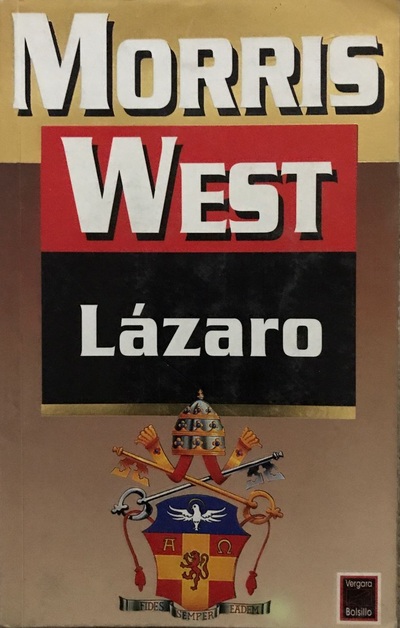 MORRIS
WEST
Lázaro
A Ω
FIDES SEMPER EADEM
Vergara
Bolsillo